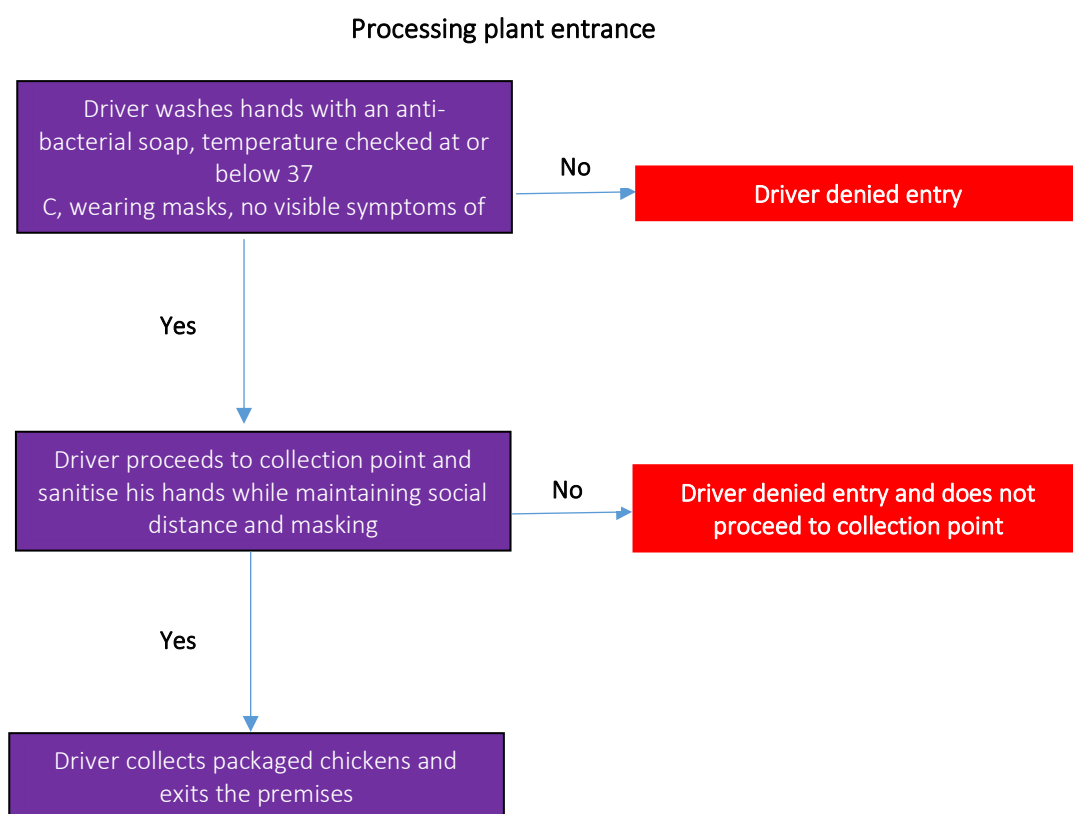 Processing plant entrance
Driver washes hands with an anti-
bacterial soap, temperature checked at or
below 37
C, wearing masks, no visible symptoms of
No
Driver denied entry
Yes
Driver proceeds to collection point and
sanitise his hands while maintaining social
distance and masking
No
Driver denied entry and does not
proceed to collection point
Yes
Driver collects packaged chickens and
exits the premises